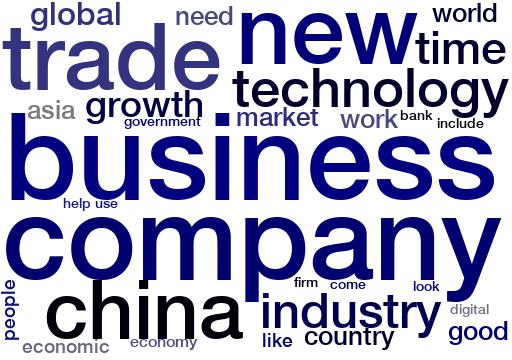 global
need
new
world
trade
time
technology
asia
growth
government
market
work
bank
include
business
help use
company
people
china
firm
come
look
industry
digital
economic
economy
like
country
good